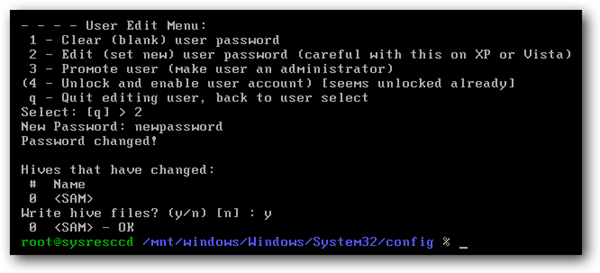 - - - - User Edit Menu:
1 - Clear (blank) user password
2 - Edit (set new) user password (careful with this on XP or Vista)
3 - Promote user (make user an administrator)
(4 - Unlock and enable user account) [seems unlocked already]
q - Quit editing user, back to user select
Select: [q] > 2
New Password: newpassword
Password changed!
Hives that have changed:
#  Name
0  <SAM>
Write hive files? (y/n) [n] : y
0  <SAM> - OK
root@sysresccd /mnt/windows/Windows/System32/config % _